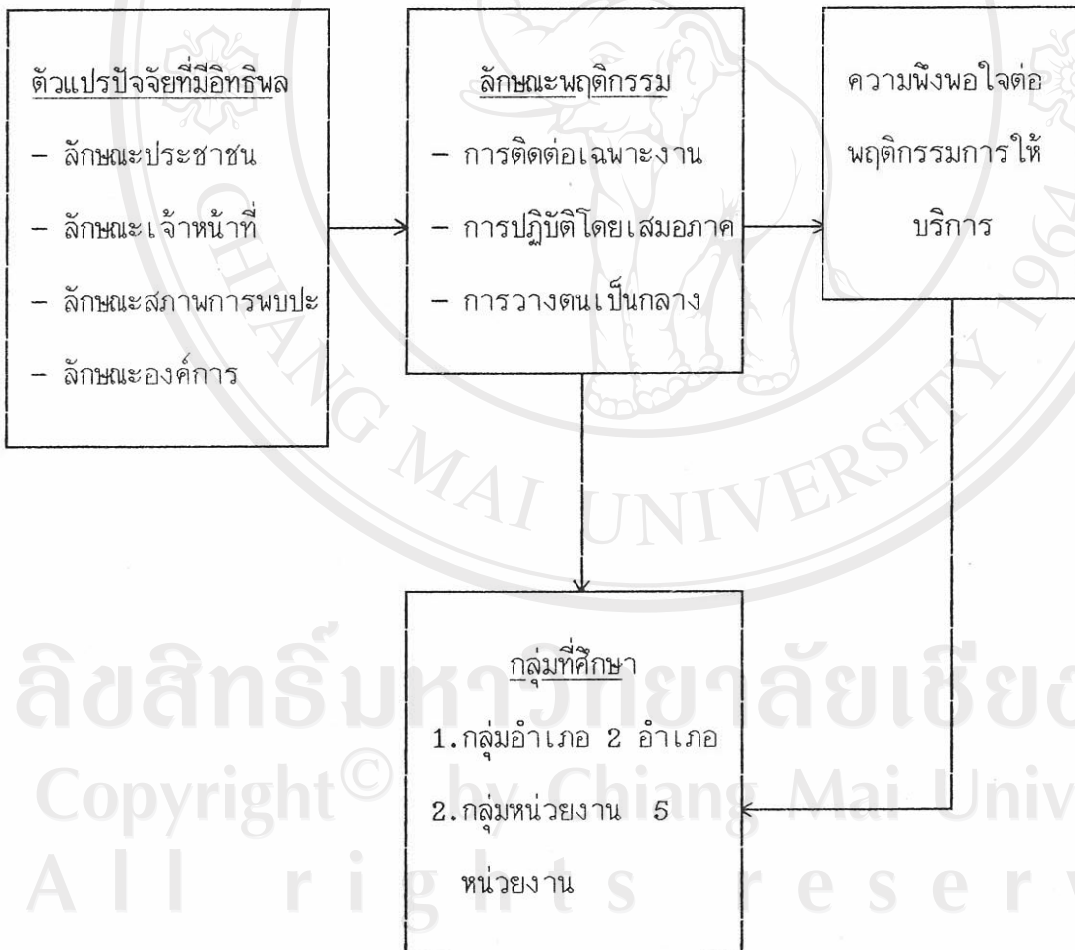 ตัวแปรปัจจัยที่มีอิทธิพล
- ลักษณะประชาชน
- ลักษณะเจ้าหน้าที่
- ลักษณะสภาพการพบปะ
- ลักษณะองค์การ
ลักษณะพฤติกรรม
- การติดต่อเฉพาะงาน
- การปฏิบัติโดยเสมอภาค
- การวางตนเป็นกลาง
ความพึงพอใจต่อ
พฤติกรรมการให้
บริการ
กลุ่มที่ศึกษา
1.กลุ่มอำเภอ 2 อำเภอ
2.กลุ่มหน่วยงาน 5
หน่วยงาน
CHIANG MAI UNIVERSITY 1964
ลิขสิทธิ์มหาวิทยาลัยเชียง
Copyright© by Chiang Mai Univ
All rights reserv